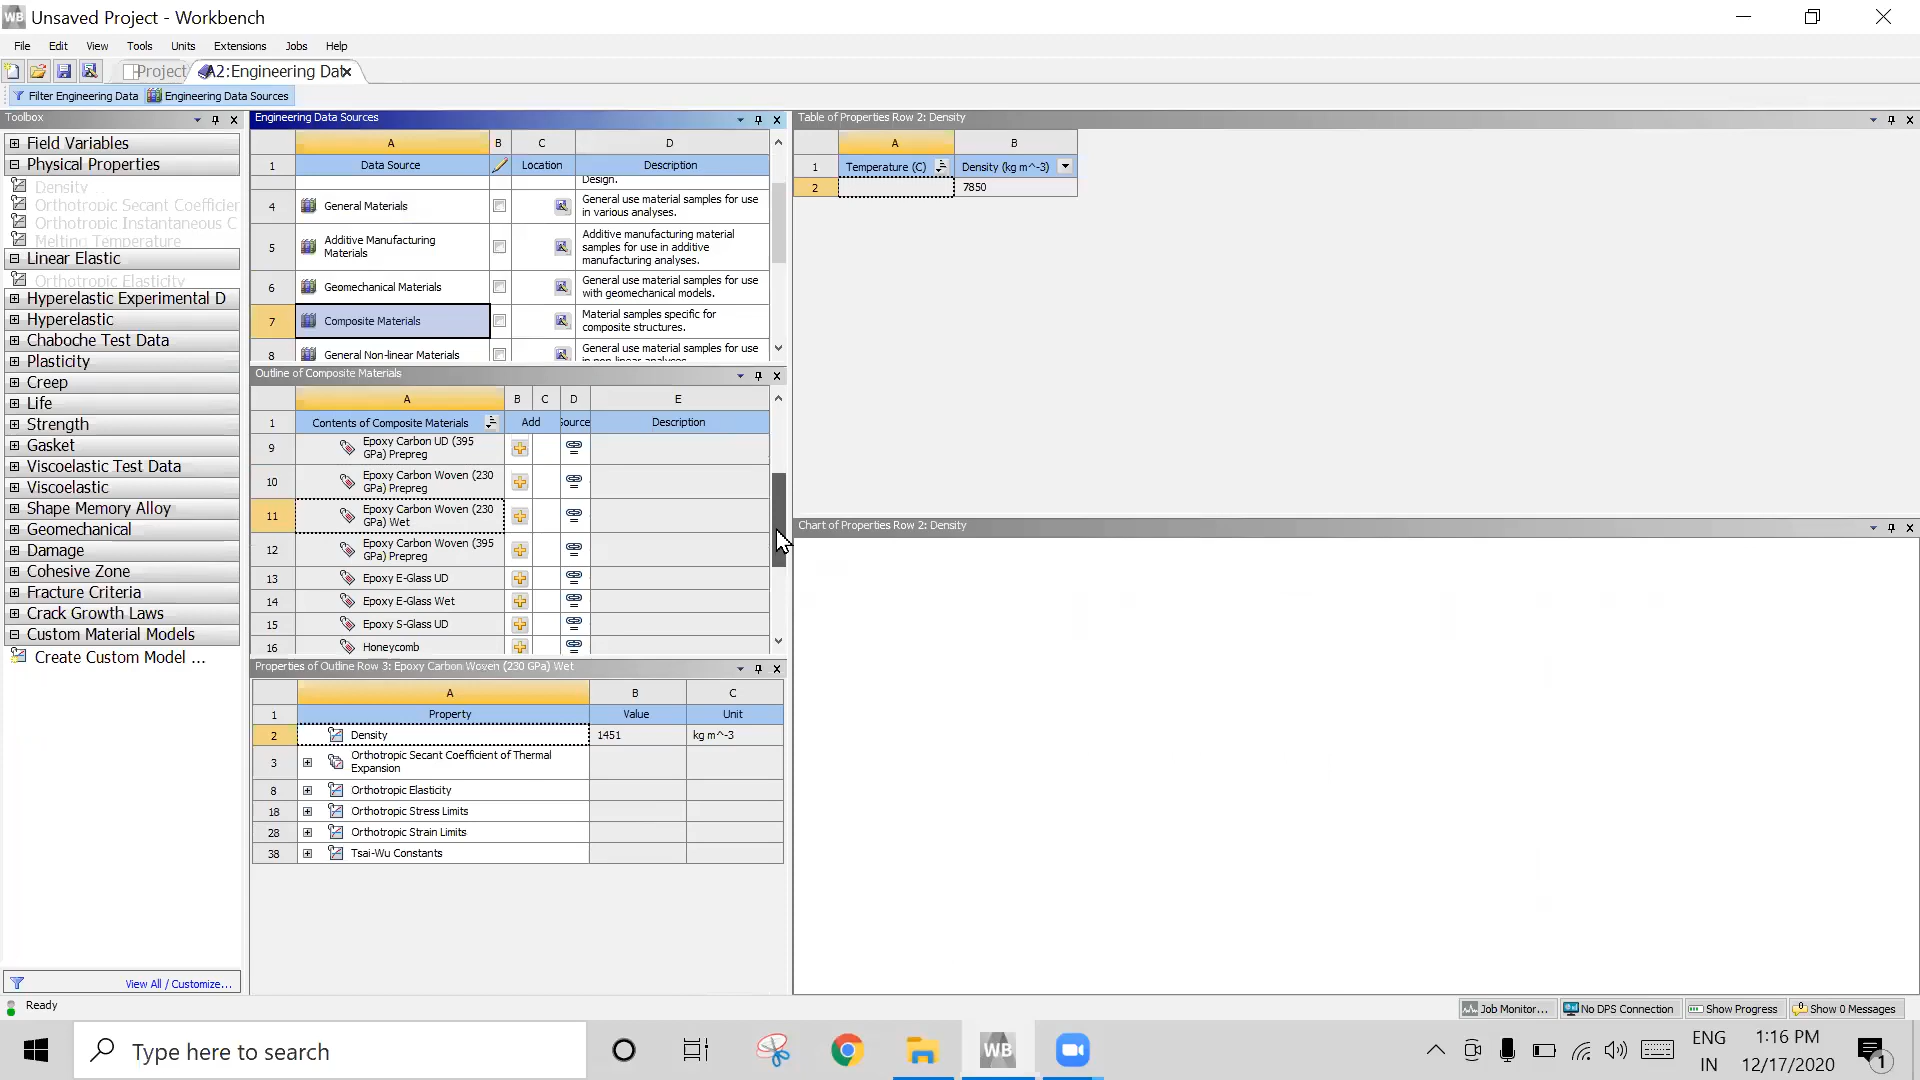 Unsaved Project - Workbench
File Edit View Tools Units Extensions Jobs Help
Project A2:Engineering Dat
Filter Engineering Data Engineering Data Sources
Toolbox
Field Variables
Physical Properties
Density
Orthotropic Secant Coefficier
Orthotropic Instantaneous C
Melting Temperature
Linear Elastic
Orthotropic Elasticity
Hyperelastic Experimental D
Hyperelastic
Chaboche Test Data
Plasticity
Creep
Life
Strength
Gasket
Viscoelastic Test Data
Viscoelastic
Shape Memory Alloy
Geomechanical
Damage
Cohesive Zone
Fracture Criteria
Crack Growth Laws
Custom Material Models
Create Custom Model ...
View All / Customize...
Engineering Data Sources
A B C D
1 Data Source Location Description
Design.
4 General Materials General use material samples for use
in various analyses.
5 Additive Manufacturing
Materials
Additive manufacturing material
samples for use in additive
manufacturing analyses.
6 Geomechanical Materials General use material samples for use
with geomechanical models.
7 Composite Materials Material samples specific for
composite structures.
8 General Non-linear Materials General use material samples for use
in non-linear analyses.
Outline of Composite Materials
A B C D E
1 Contents of Composite Materials Add Source Description
9 Epoxy Carbon UD (395
GPa) Prepreg
10 Epoxy Carbon Woven (230
GPa) Prepreg
11 Epoxy Carbon Woven (230
GPa) Wet
12 Epoxy Carbon Woven (395
GPa) Prepreg
13 Epoxy E-Glass UD
14 Epoxy E-Glass Wet
15 Epoxy S-Glass UD
16 Honeycomb
Properties of Outline Row 3: Epoxy Carbon Woven (230 GPa) Wet
A B C
1 Property Value Unit
2 Density 1451 kg m^-3
3 Orthotropic Secant Coefficient of Thermal
Expansion
8 Orthotropic Elasticity
18 Orthotropic Stress Limits
28 Orthotropic Strain Limits
38 Tsai-Wu Constants
Table of Properties Row 2: Density
A B
1 Temperature (C) Density (kg m^-3)
2 7850
Chart of Properties Row 2: Density
Ready
Job Monitor... No DPS Connection Show Progress Show 0 Messages
Type here to search
WB
ENG
IN
1:16 PM
12/17/2020
1